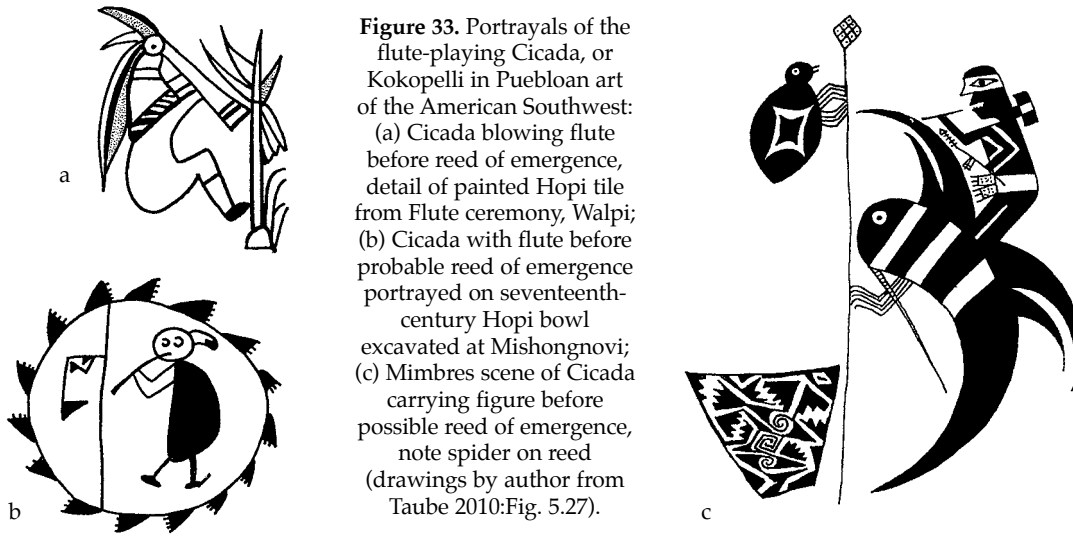 Figure 33. Portrayals of the
flute-playing Cicada, or
Kokopelli in Puebloan art
of the American Southwest:
(a) Cicada blowing flute
before reed of emergence,
detail of painted Hopi tile
from Flute ceremony, Walpi;
(b) Cicada with flute before
probable reed of emergence
portrayed on seventeenth-
century Hopi bowl
excavated at Mishongnovi;
(c) Mimbres scene of Cicada
carrying figure before
possible reed of emergence,
note spider on reed
(drawings by author from
Taube 2010:Fig. 5.27).
a
b
c